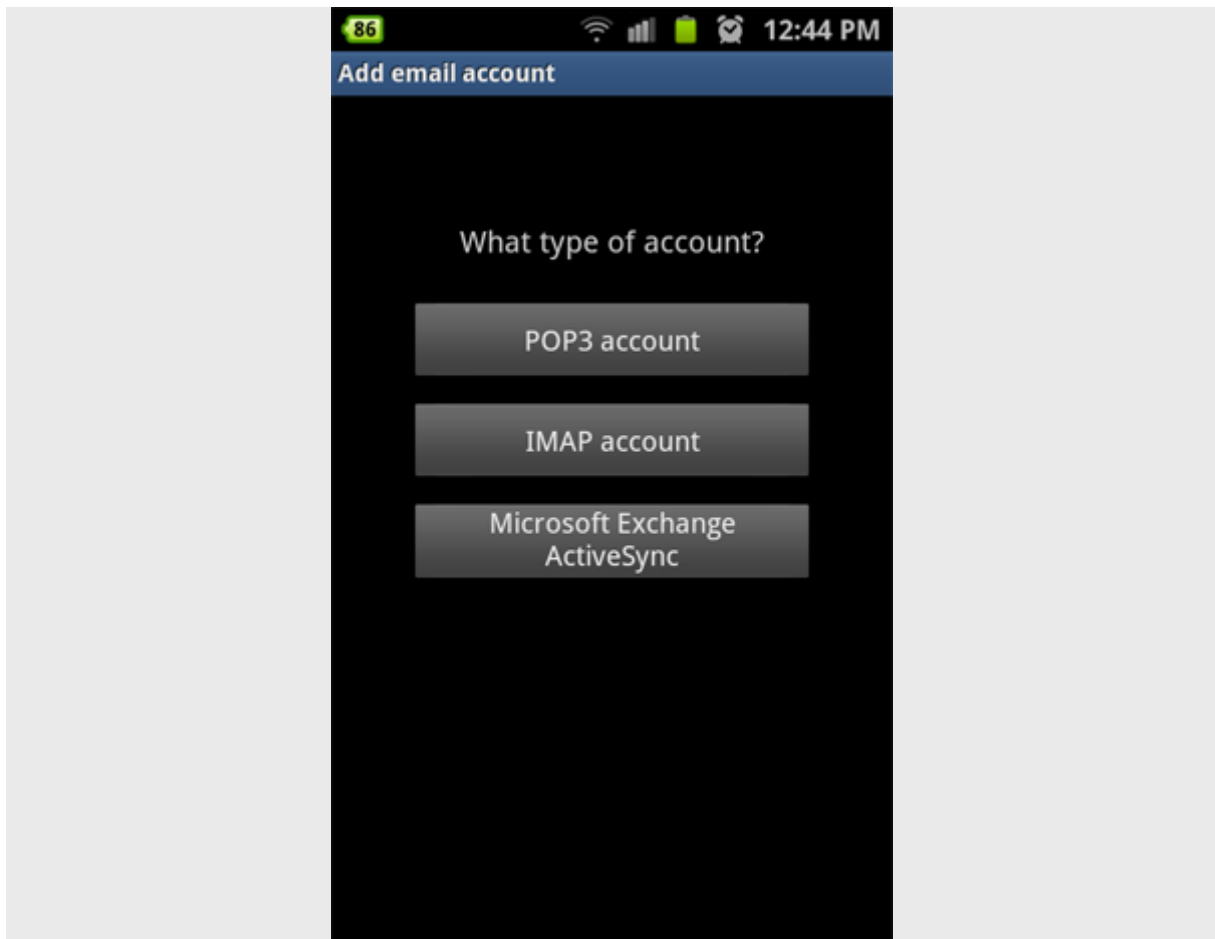 86 12:44 PM
Add email account
What type of account?
POP3 account
IMAP account
Microsoft Exchange
ActiveSync